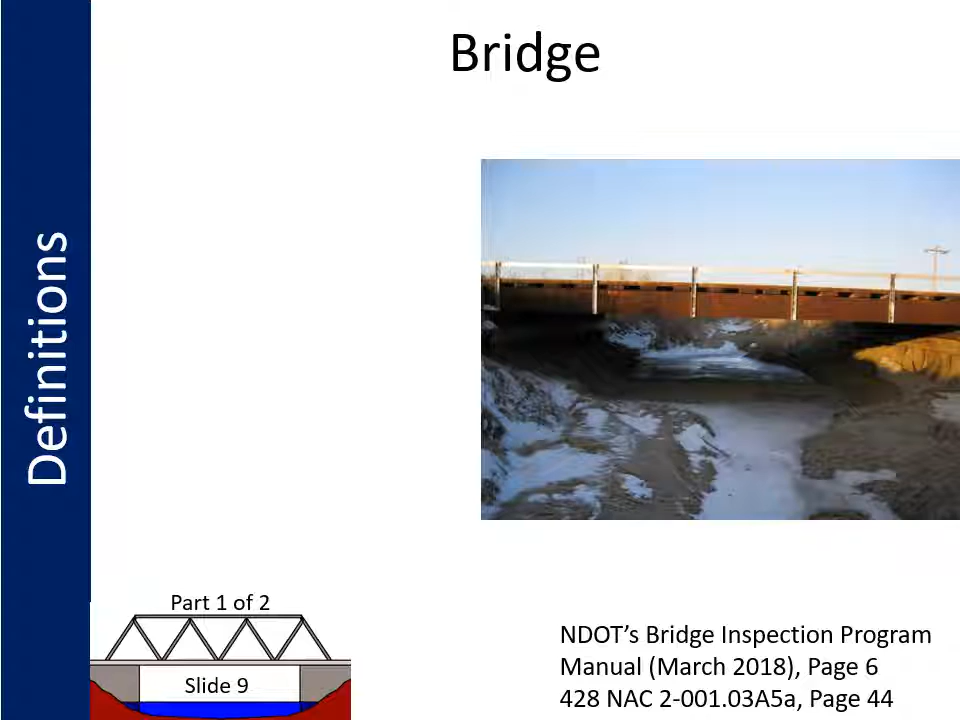 Bridge
Definitions
Part 1 of 2
Slide 9
NDOT’s Bridge Inspection Program
Manual (March 2018), Page 6
428 NAC 2-001.03A5a, Page 44